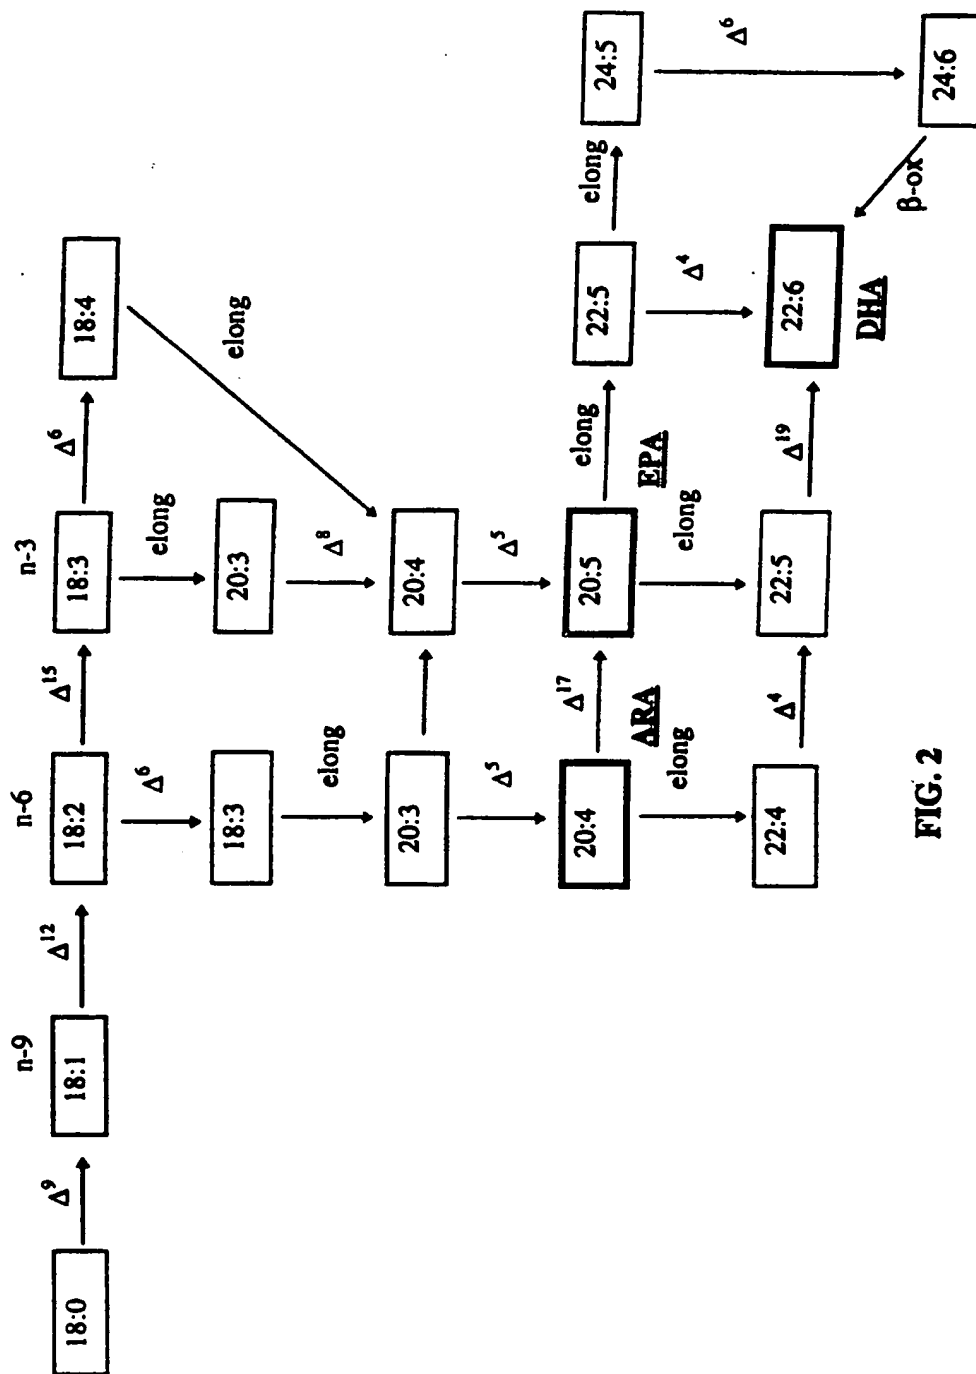 n-9
n-6
n-3
18:0
Δ⁹
18:1
Δ¹²
18:2
Δ¹⁵
18:3
Δ⁶
18:4
Δ⁶
elong
elong
18:3
20:3
elong
Δ⁸
20:3
20:4
Δ⁵
Δ⁵
20:4
Δ¹⁷
20:5
elong
22:5
elong
24:5
ARA
EPA
elong
elong
Δ⁴
Δ⁶
22:4
Δ⁴
22:5
Δ¹⁹
22:6
β-ox
24:6
DHA
FIG. 2